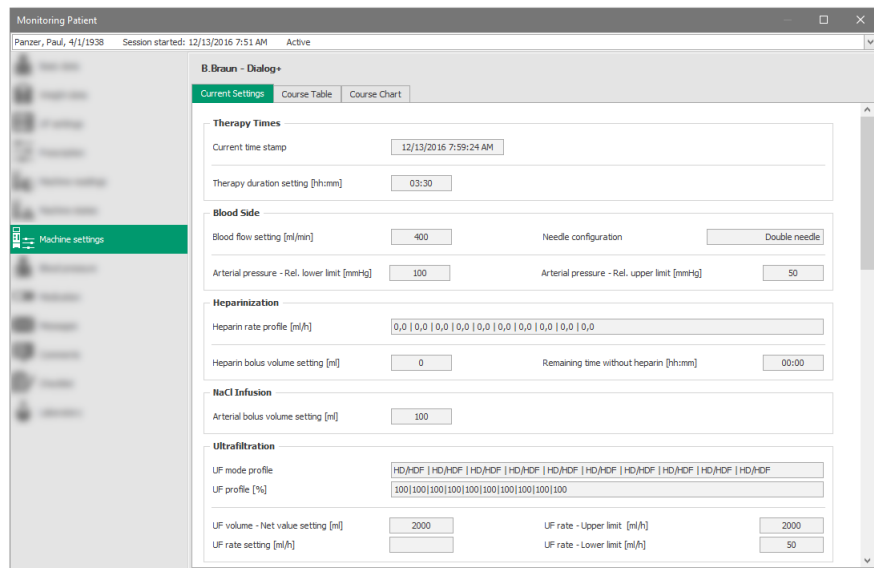 Monitoring Patient
Panzer, Paul, 4/1/1938 Session started: 12/13/2016 7:51 AM Active
B.Braun - Dialog+
Current Settings Course Table Course Chart
Therapy Times
Current time stamp 12/13/2016 7:59:24 AM
Therapy duration setting [hh:mm] 03:30
Machine settings
Blood Side
Blood flow setting [ml/min] 400 Needle configuration Double needle
Arterial pressure - Rel. lower limit [mmHg] 100 Arterial pressure - Rel. upper limit [mmHg] 50
Heparinization
Heparin rate profile [ml/h] 0,0 | 0,0 | 0,0 | 0,0 | 0,0 | 0,0 | 0,0 | 0,0 | 0,0 | 0,0
Heparin bolus volume setting [ml] 0 Remaining time without heparin [hh:mm] 00:00
NaCl Infusion
Arterial bolus volume setting [ml] 100
Ultrafiltration
UF mode profile HD/HDF | HD/HDF | HD/HDF | HD/HDF | HD/HDF | HD/HDF | HD/HDF | HD/HDF | HD/HDF | HD/HDF
UF profile [%] 100|100|100|100|100|100|100|100|100|100
UF volume - Net value setting [ml] 2000 UF rate - Upper limit [ml/h] 2000
UF rate setting [ml/h] UF rate - Lower limit [ml/h] 50